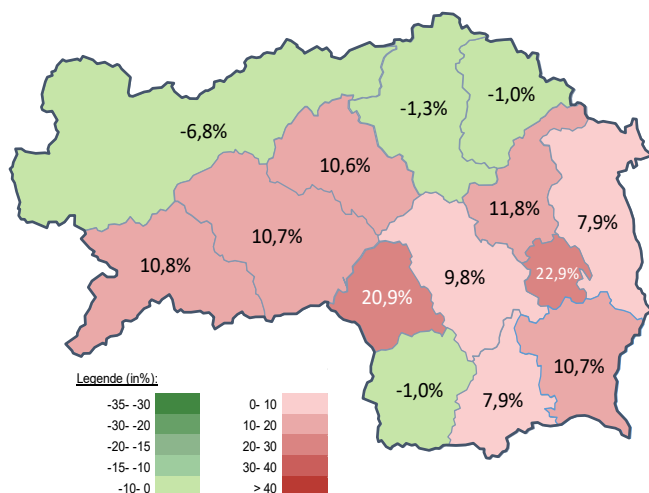 -1,0%
-1,3%
-6,8%
10,6%
11,8%
7,9%
10,7%
10,8%
9,8%
22,9%
20,9%
10,7%
-1,0%
7,9%
Legende (in%):
-35- -30 0- 10
-30- -20 10- 20
-20- -15 20- 30
-15- -10 30- 40
-10- 0 > 40